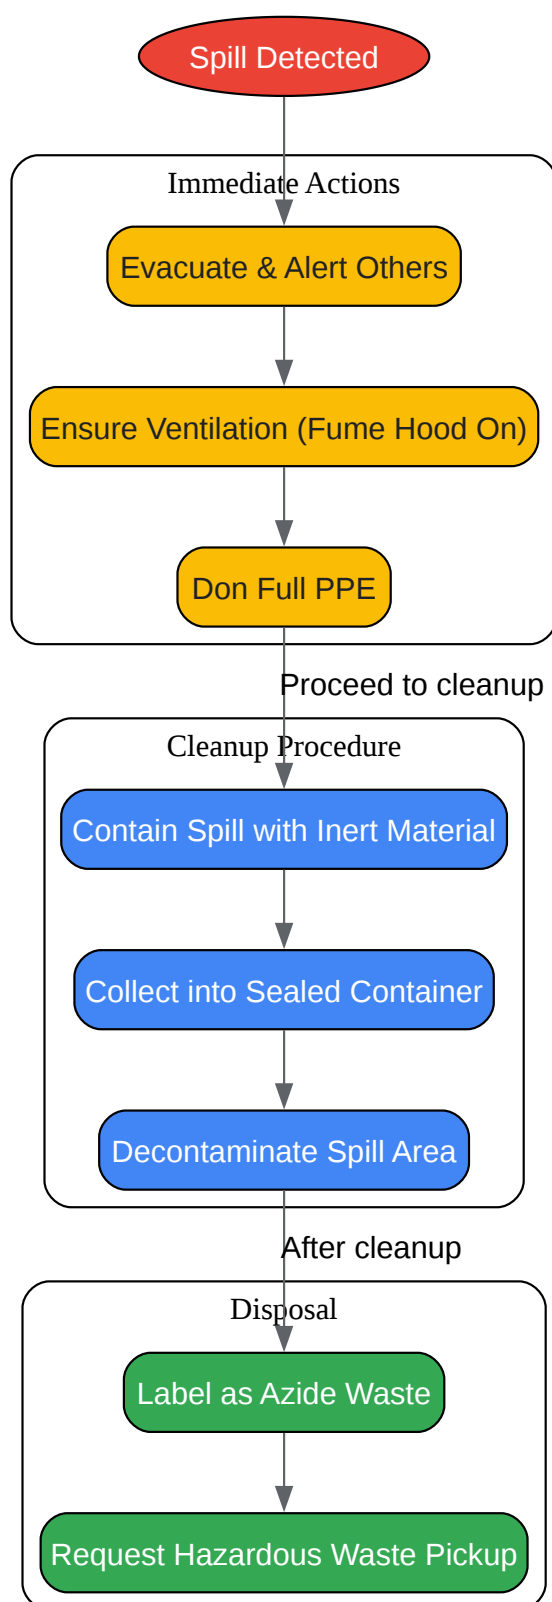 Spill Detected
Immediate Actions
Evacuate & Alert Others
Ensure Ventilation (Fume Hood On)
Don Full PPE
Proceed to cleanup
Cleanup Procedure
Contain Spill with Inert Material
Collect into Sealed Container
Decontaminate Spill Area
After cleanup
Disposal
Label as Azide Waste
Request Hazardous Waste Pickup